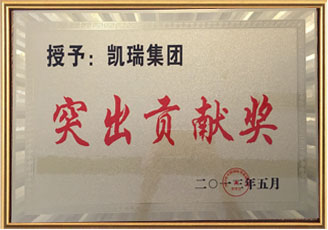 授予：凯瑞集团
突出贡献奖
二〇一三年五月